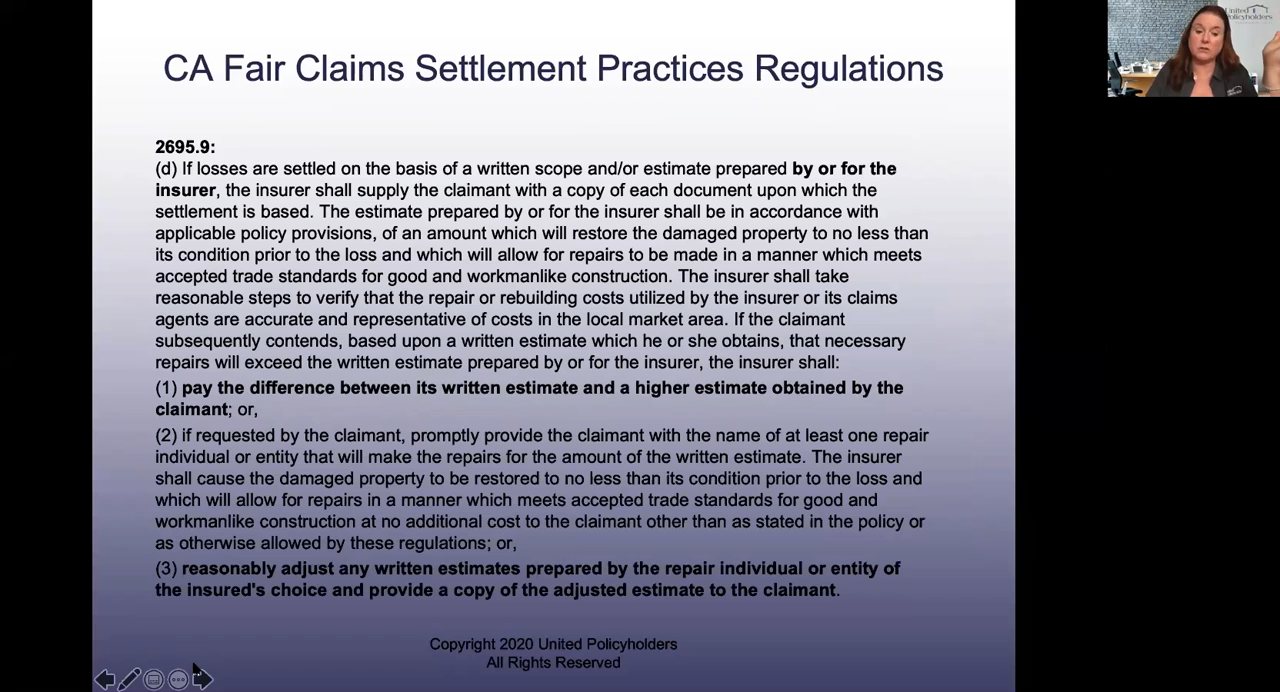 CA Fair Claims Settlement Practices Regulations
United
Policyholders
2695.9:
(d) If losses are settled on the basis of a written scope and/or estimate prepared by or for the
insurer, the insurer shall supply the claimant with a copy of each document upon which the
settlement is based. The estimate prepared by or for the insurer shall be in accordance with
applicable policy provisions, of an amount which will restore the damaged property to no less than
its condition prior to the loss and which will allow for repairs to be made in a manner which meets
accepted trade standards for good and workmanlike construction. The insurer shall take
reasonable steps to verify that the repair or rebuilding costs utilized by the insurer or its claims
agents are accurate and representative of costs in the local market area. If the claimant
subsequently contends, based upon a written estimate which he or she obtains, that necessary
repairs will exceed the written estimate prepared by or for the insurer, the insurer shall:
(1) pay the difference between its written estimate and a higher estimate obtained by the
claimant; or,
(2) if requested by the claimant, promptly provide the claimant with the name of at least one repair
individual or entity that will make the repairs for the amount of the written estimate. The insurer
shall cause the damaged property to be restored to no less than its condition prior to the loss and
which will allow for repairs in a manner which meets accepted trade standards for good and
workmanlike construction at no additional cost to the claimant other than as stated in the policy or
as otherwise allowed by these regulations; or,
(3) reasonably adjust any written estimates prepared by the repair individual or entity of
the insured's choice and provide a copy of the adjusted estimate to the claimant.
Copyright 2020 United Policyholders
All Rights Reserved